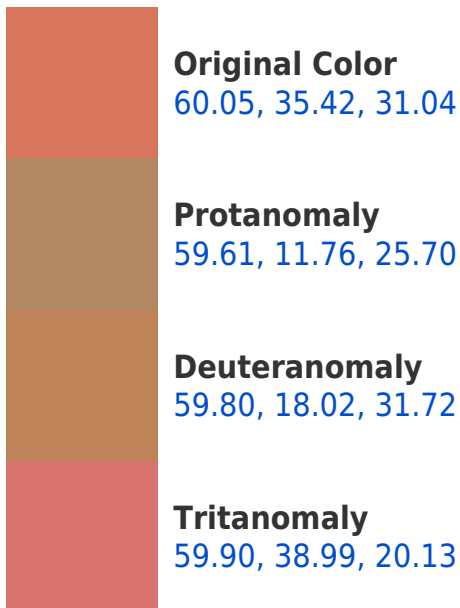 Original Color
60.05, 35.42, 31.04
Protanomaly
59.61, 11.76, 25.70
Deuteranomaly
59.80, 18.02, 31.72
Tritanomaly
59.90, 38.99, 20.13